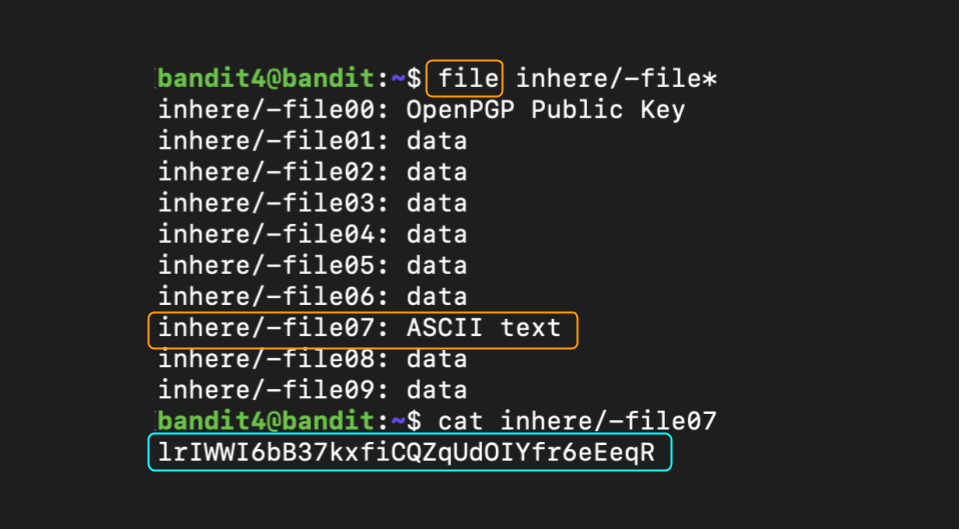 bandit4@bandit:~$ file inhere/-file*
inhere/-file00: OpenPGP Public Key
inhere/-file01: data
inhere/-file02: data
inhere/-file03: data
inhere/-file04: data
inhere/-file05: data
inhere/-file06: data
inhere/-file07: ASCII text
inhere/-file08: data
inhere/-file09: data
bandit4@bandit:~$ cat inhere/-file07
lrIWWI6bB37kxfiCQZqUdOIYfr6eEeqR